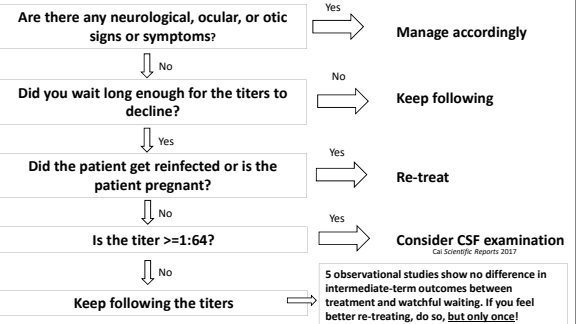 Yes
Are there any neurological, ocular, or otic
signs or symptoms?
Manage accordingly
No
No
Did you wait long enough for the titers to
decline?
Keep following
Yes
Yes
Did the patient get reinfected or is the
patient pregnant?
Re-treat
No
Yes
Is the titer >=1:64?
Consider CSF examination
Cai Scientific Reports 2017
No
Keep following the titers
5 observational studies show no difference in
intermediate-term outcomes between
treatment and watchful waiting. If you feel
better re-treating, do so, but only once!